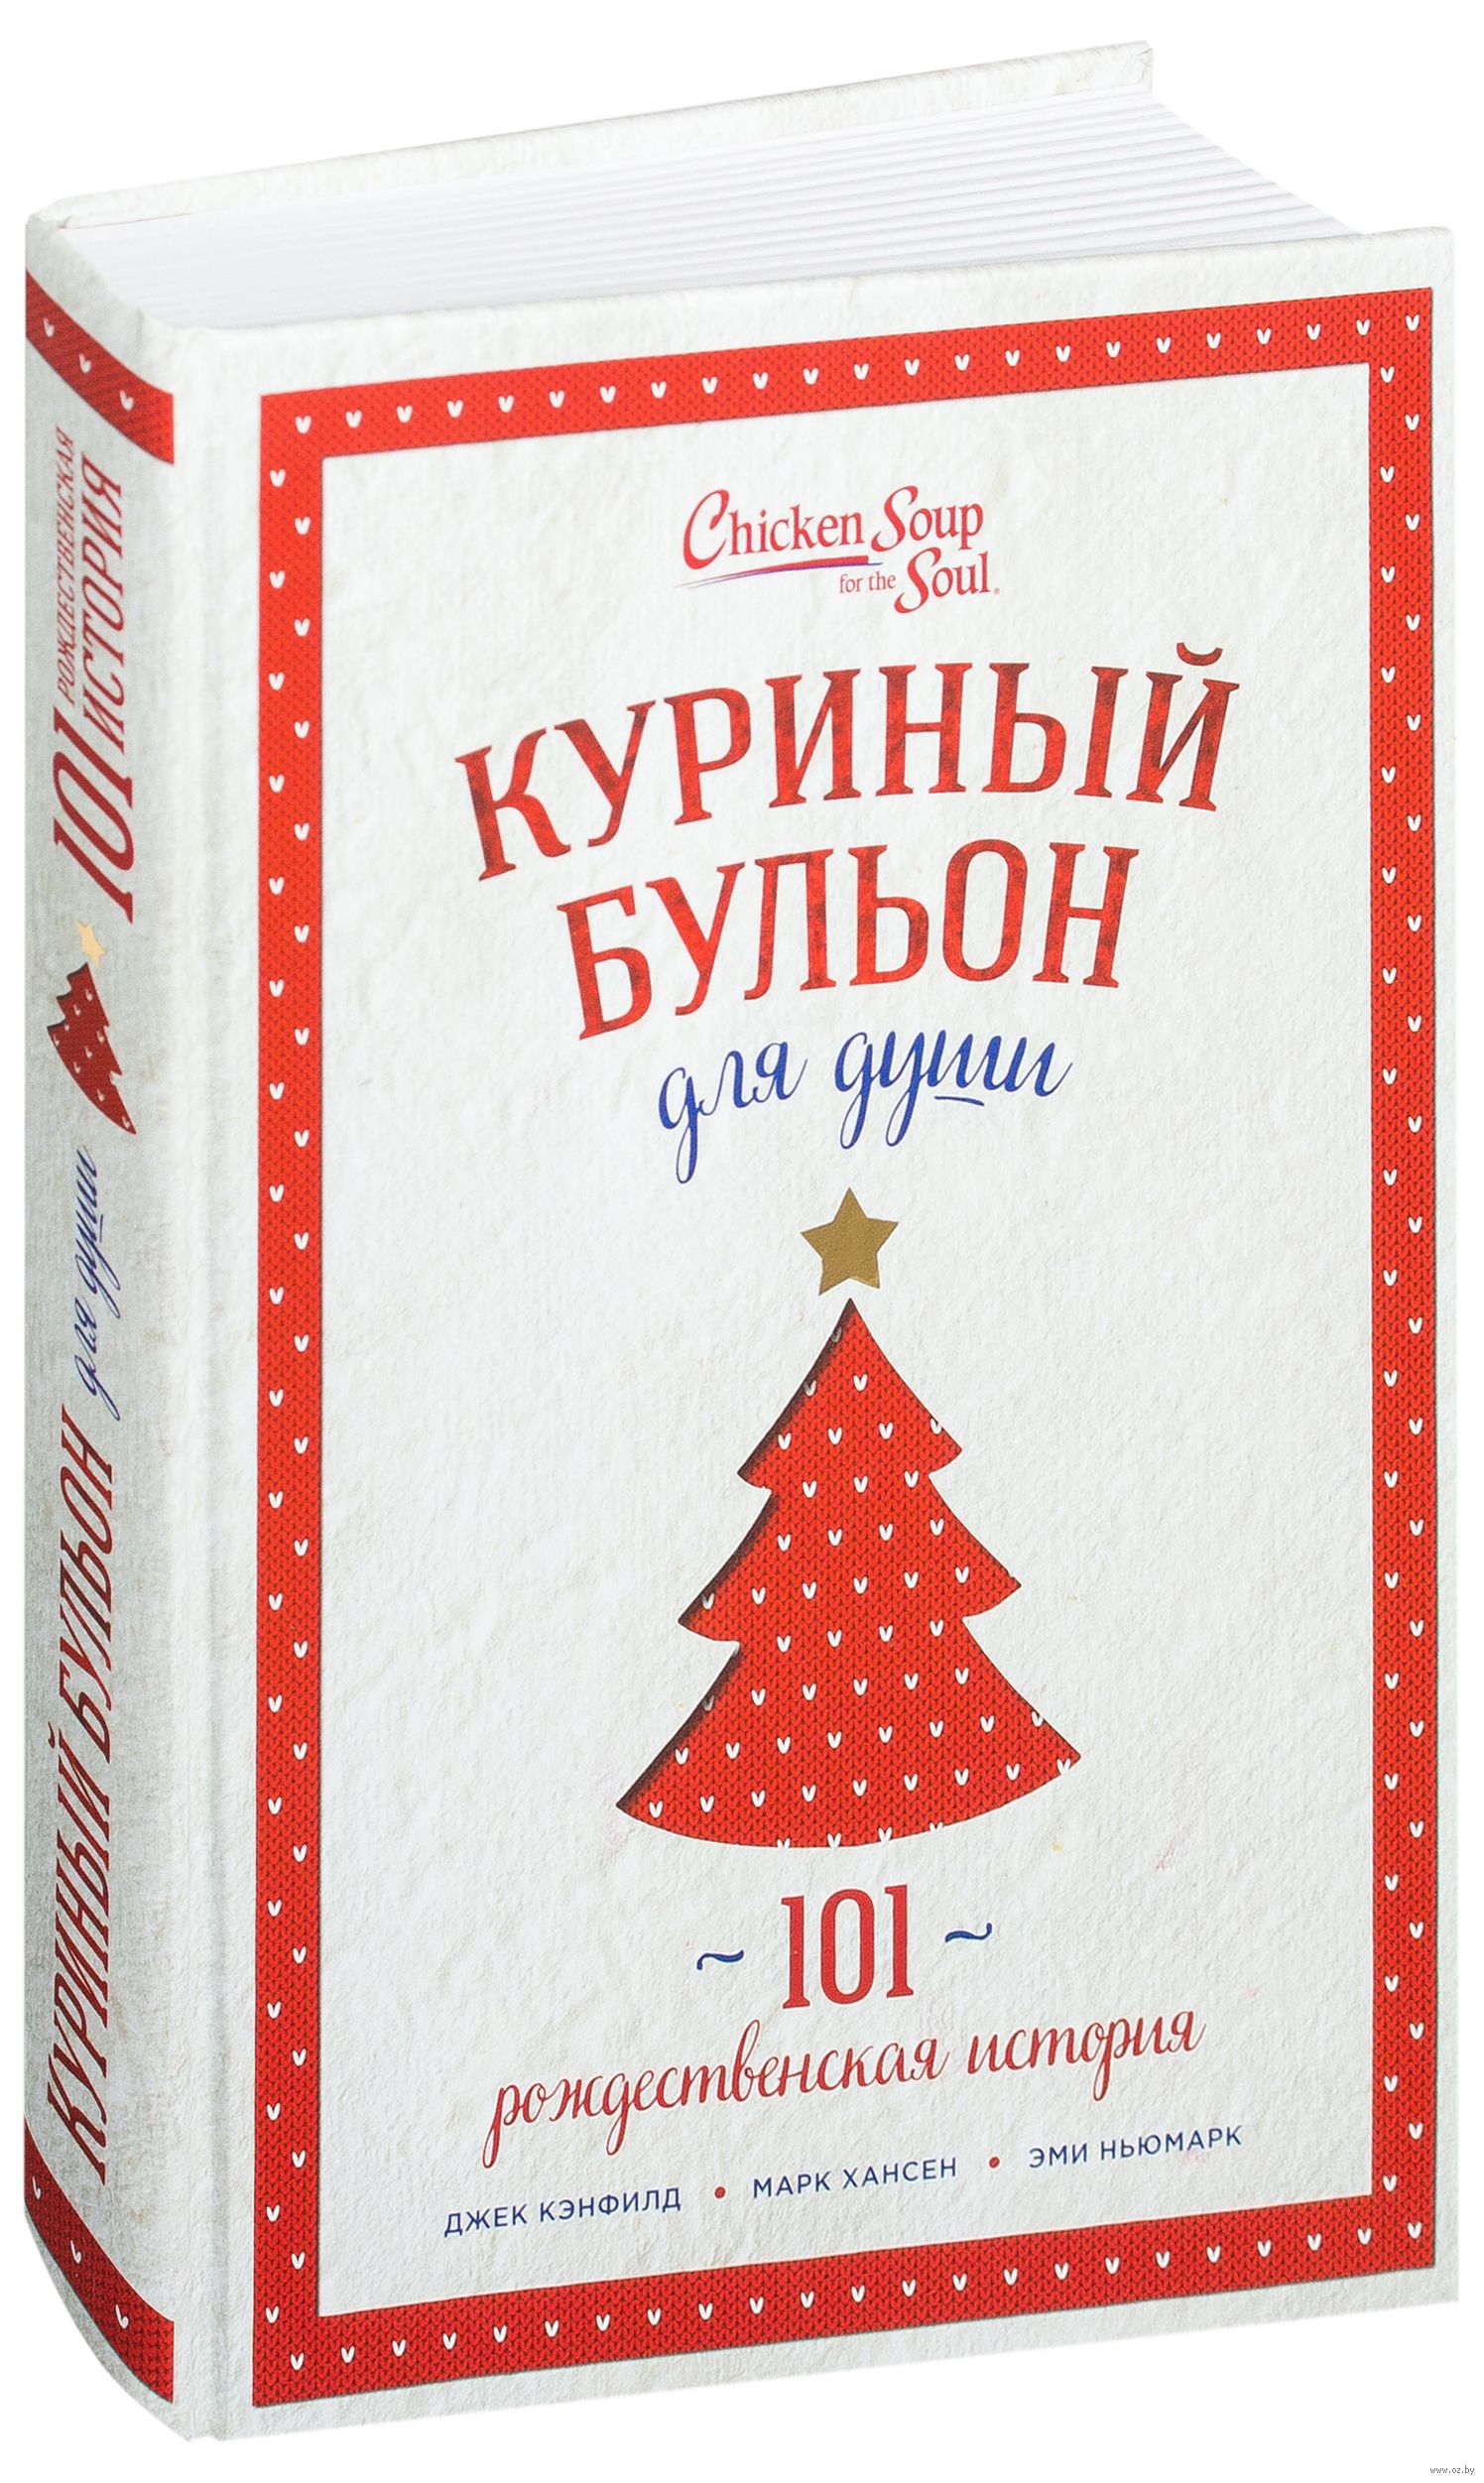 Chicken Soup
for the Soul
КУРИНЫЙ
БУЛЬОН
для души
~ 101 ~
рождественская история
ДЖЕК КЭНФИЛД • МАРК ХАНСЕН • ЭМИ НЬЮМАРК
КУРИНЫЙ БУЛЬОН для души 101 РОЖДЕСТВЕНСКАЯ
ИСТОРИЯ
www.oz.by